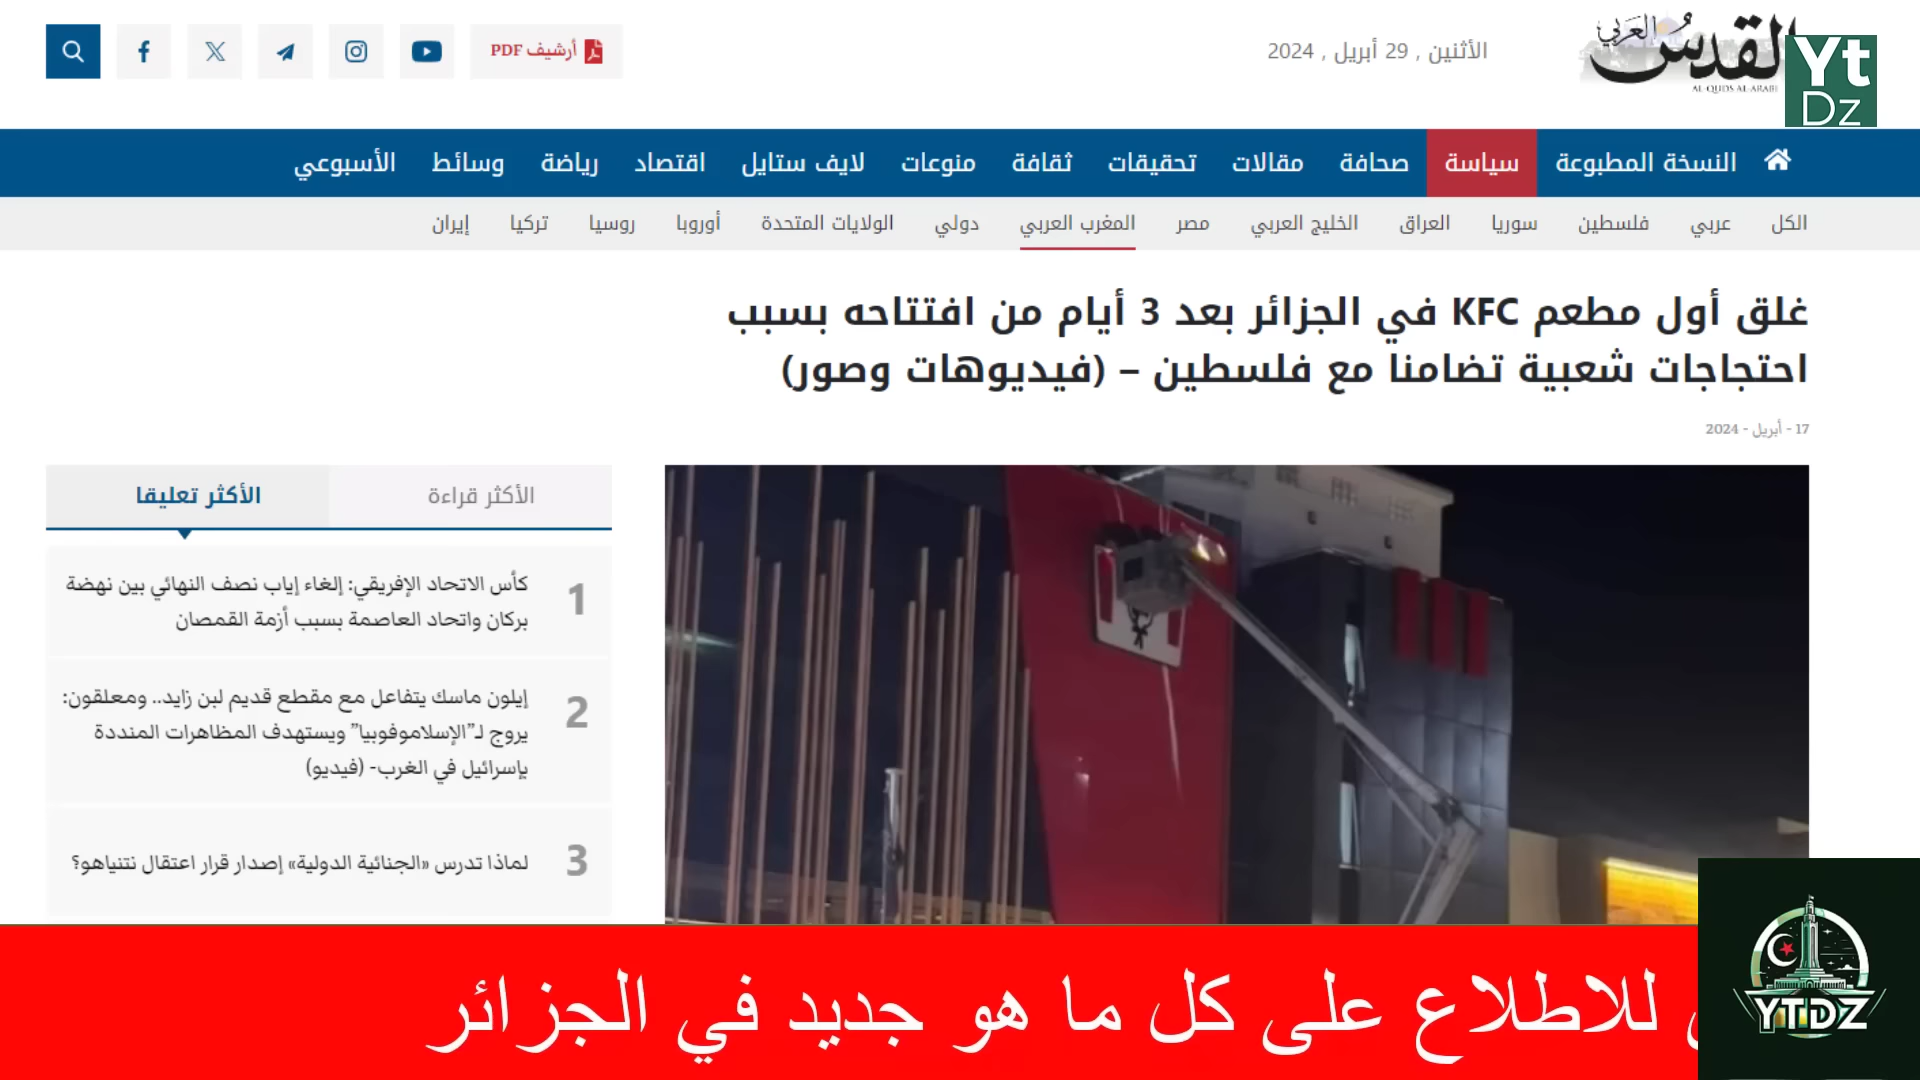 القدس العربي
AL-QUDS AL-ARABI
Yt
Dz
الأثنين , 29 أبريل , 2024
أرشيف PDF
النسخة المطبوعة سياسة صحافة مقالات تحقيقات ثقافة منوعات لايف ستايل اقتصاد رياضة وسائط الأسبوعي
الكل عربي فلسطين سوريا العراق الخليج العربي مصر المغرب العربي دولي الولايات المتحدة أوروبا روسيا تركيا إيران
غلق أول مطعم KFC في الجزائر بعد 3 أيام من افتتاحه بسبب
احتجاجات شعبية تضامنا مع فلسطين – (فيديوهات وصور)
17 - أبريل - 2024
الأكثر قراءة الأكثر تعليقا
1 كأس الاتحاد الإفريقي: إلغاء إياب نصف النهائي بين نهضة
بركان واتحاد العاصمة بسبب أزمة القمصان
2 إيلون ماسك يتفاعل مع مقطع قديم لبن زايد.. ومعلقون:
يروج لـ”الإسلاموفوبيا” ويستهدف المظاهرات المنددة
بإسرائيل في الغرب- (فيديو)
3 لماذا تدرس «الجنائية الدولية» إصدار قرار اعتقال نتنياهو؟
للاطلاع على كل ما هو جديد في الجزائر
YTDZ